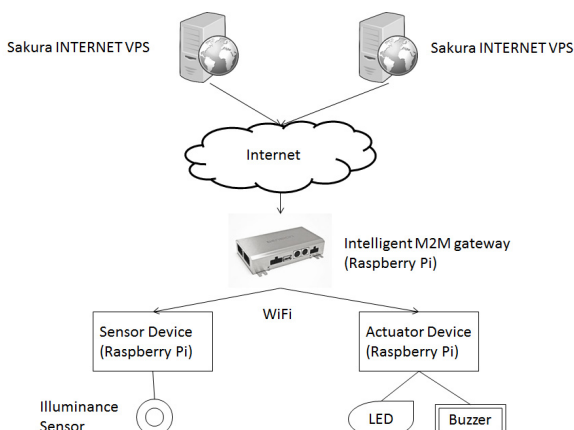 Sakura INTERNET VPS
Sakura INTERNET VPS
Internet
Intelligent M2M gateway
(Raspberry Pi)
WiFi
Sensor Device
(Raspberry Pi)
Actuator Device
(Raspberry Pi)
Illuminance
Sensor
LED
Buzzer